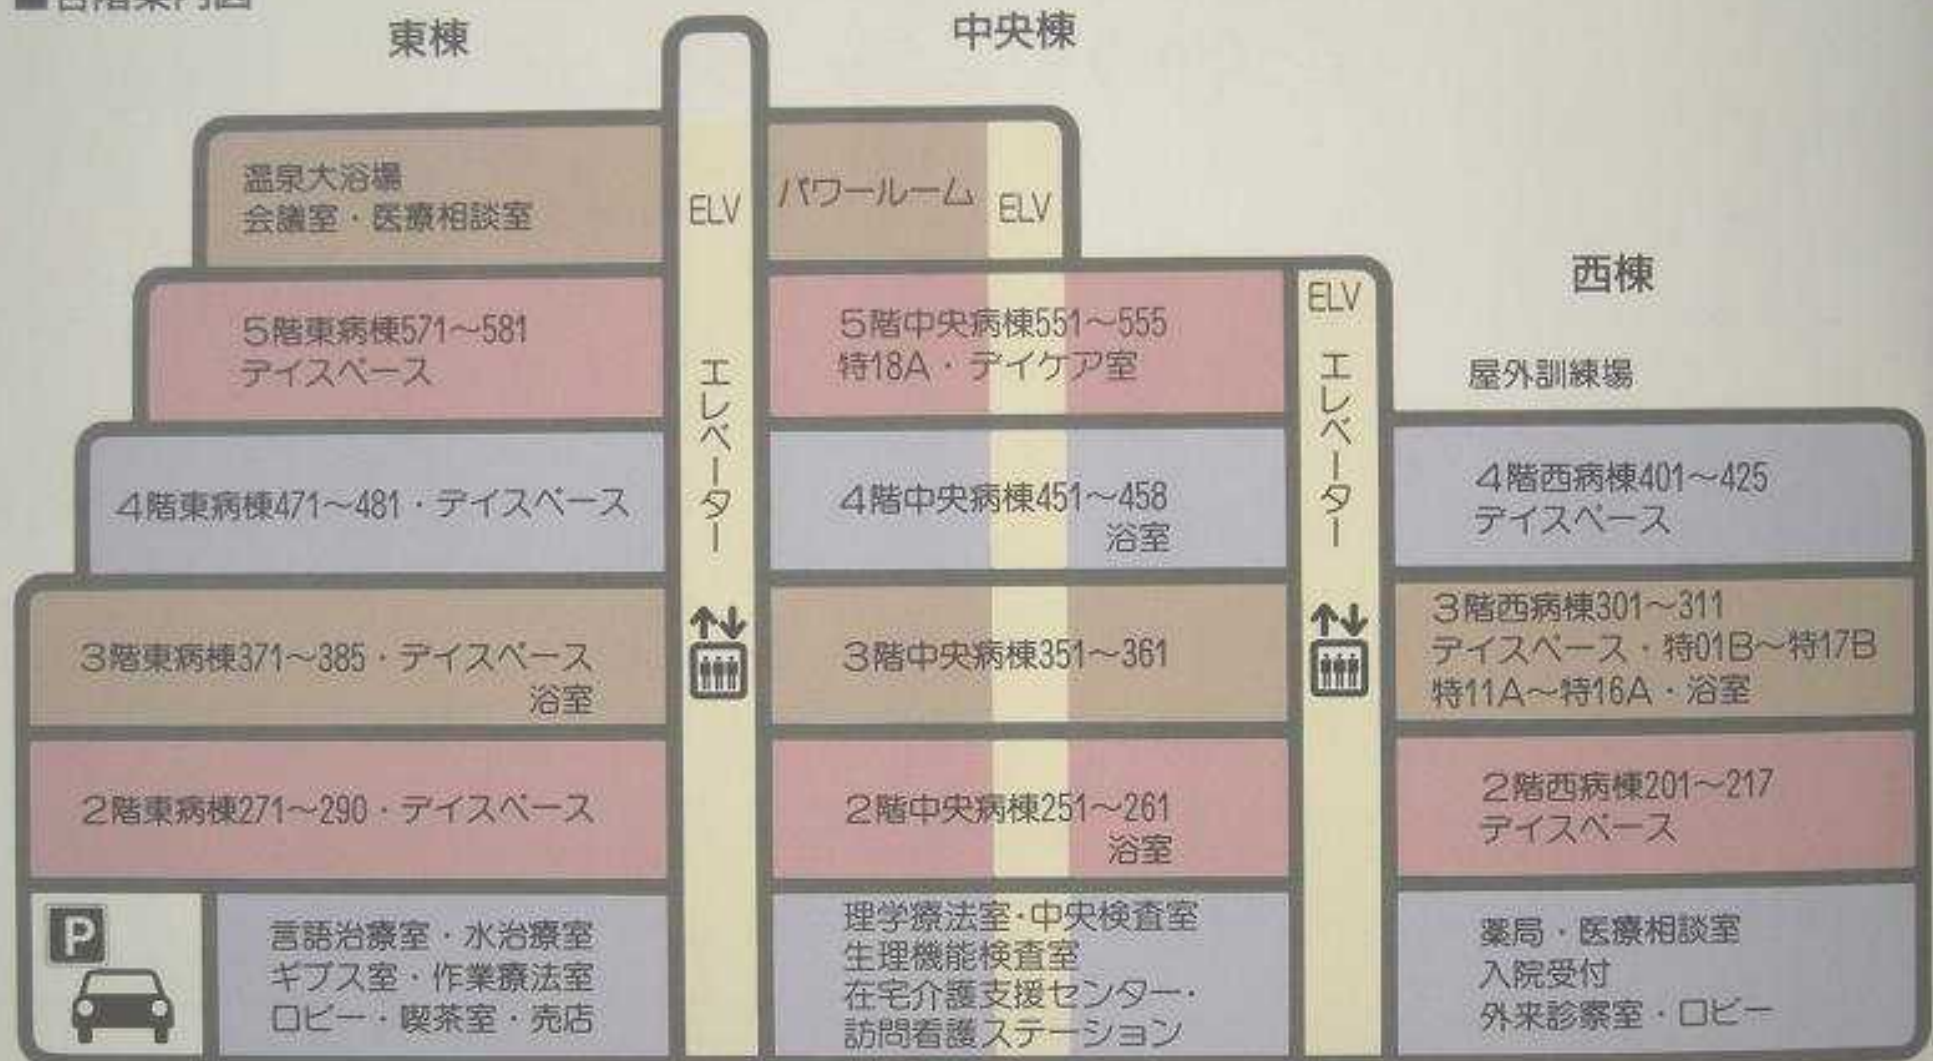 ■各階案内図
東棟
中央棟
温泉大浴場
会議室・医療相談室
ELV
パワールーム
ELV
西棟
5階東病棟571～581
デイスペース
エレベーター
5階中央病棟551～555
特18A・デイケア室
ELV
エレベーター
屋外訓練場
4階東病棟471～481・デイスペース
4階中央病棟451～458
浴室
4階西病棟401～425
デイスペース
3階東病棟371～385・デイスペース
浴室
3階中央病棟351～361
3階西病棟301～311
デイスペース・特01B～特17B
特11A～特16A・浴室
2階東病棟271～290・デイスペース
2階中央病棟251～261
浴室
2階西病棟201～217
デイスペース
P
言語治療室・水治療室
ギプス室・作業療法室
ロビー・喫茶室・売店
理学療法室・中央検査室
生理機能検査室
在宅介護支援センター・
訪問看護ステーション
薬局・医療相談室
入院受付
外来診察室・ロビー